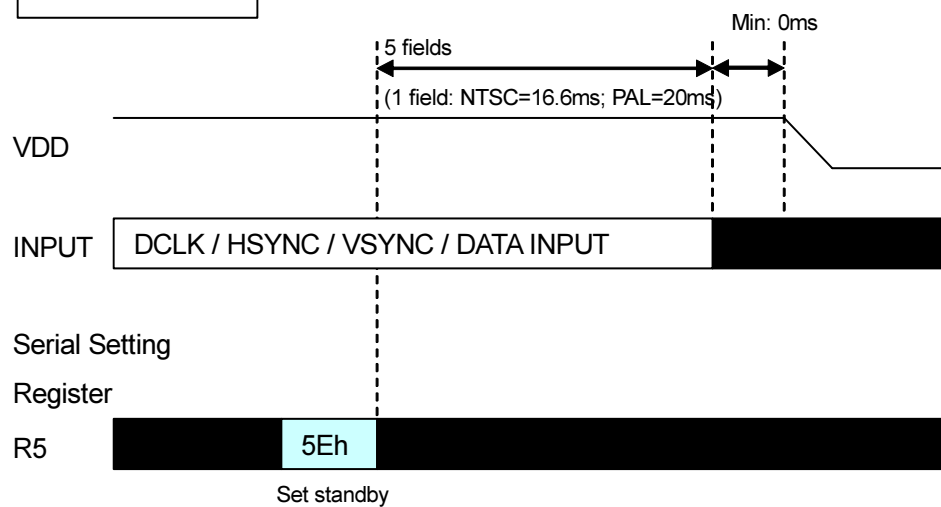 Min: 0ms
5 fields
(1 field: NTSC=16.6ms; PAL=20ms)
VDD
INPUT DCLK / HSYNC / VSYNC / DATA INPUT
Serial Setting
Register
R5 5Eh
Set standby